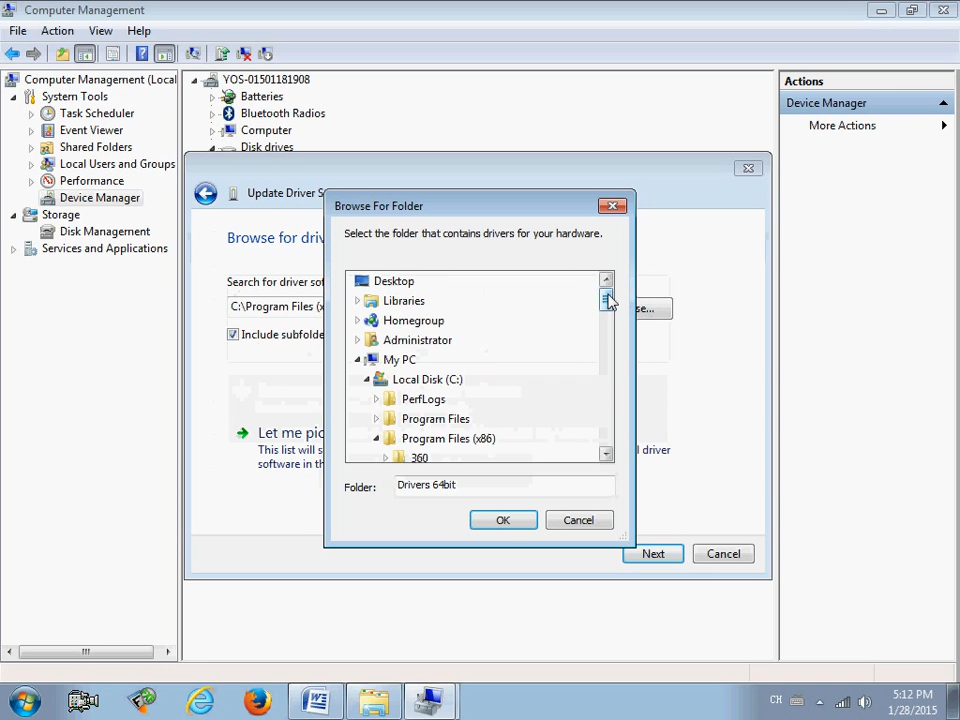 Computer Management
File Action View Help
Computer Management (Local
System Tools
Task Scheduler
Event Viewer
Shared Folders
Local Users and Groups
Performance
Device Manager
Storage
Disk Management
Services and Applications
YOS-01501181908
Batteries
Bluetooth Radios
Computer
Disk drives
Actions
Device Manager
More Actions
Update Driver S
Browse for driv
Search for driver sof
C:\Program Files (x
se...
Include subfolde
Let me pic
This list will s
driver
software in th
Next
Cancel
Browse For Folder
Select the folder that contains drivers for your hardware.
Desktop
Libraries
Homegroup
Administrator
My PC
Local Disk (C:)
PerfLogs
Program Files
Program Files (x86)
360
Folder:
Drivers 64bit
OK
Cancel
CH
5:12 PM
1/28/2015